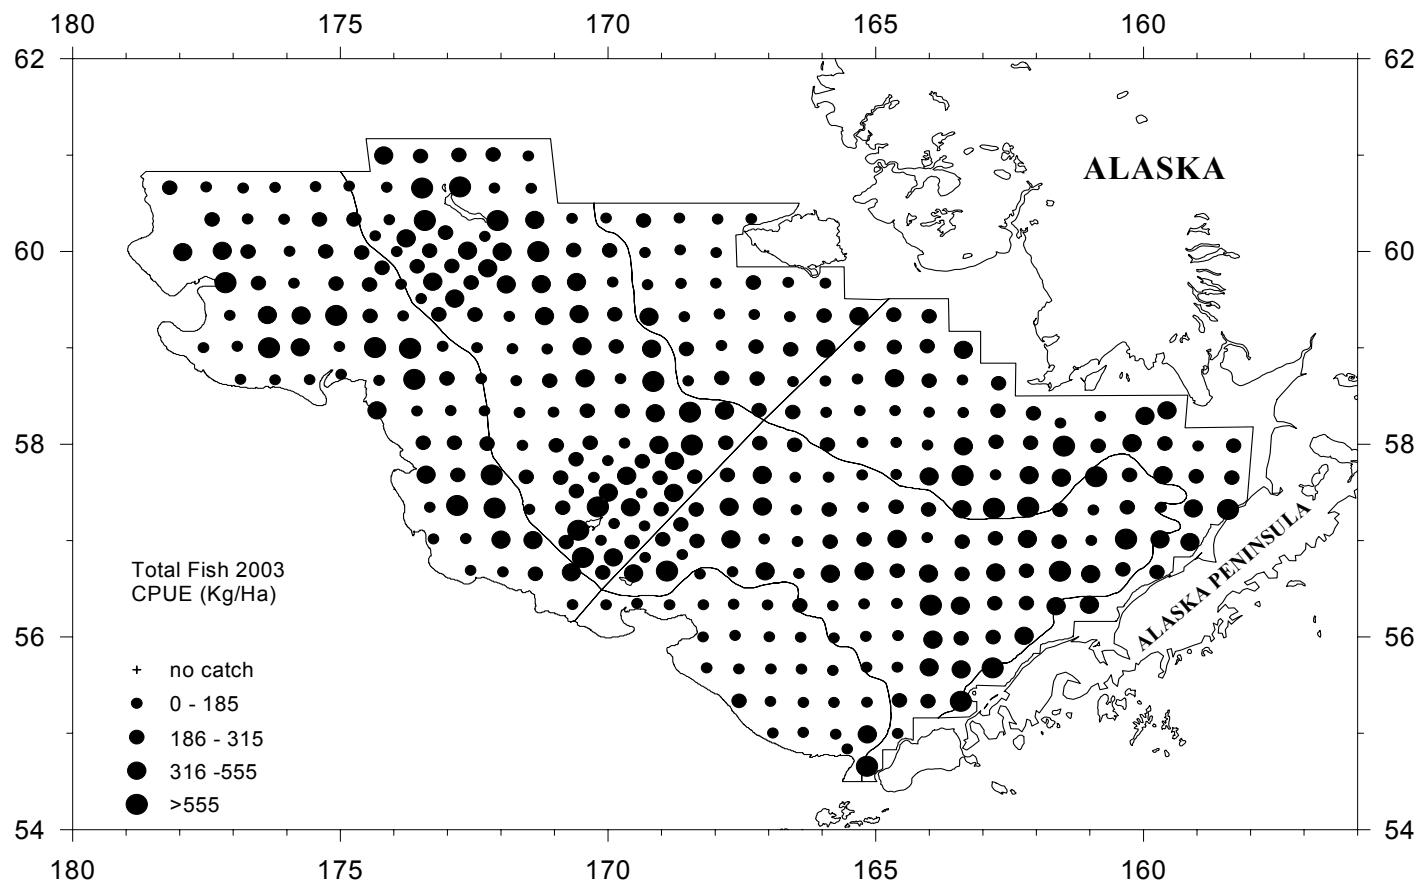 180 175 170 165 160
62 62
ALASKA
60 60
58 58
Total Fish 2003
CPUE (Kg/Ha)
ALASKA PENINSULA
56 56
+ no catch
0 - 185
186 - 315
316 -555
>555
54 54
180 175 170 165 160